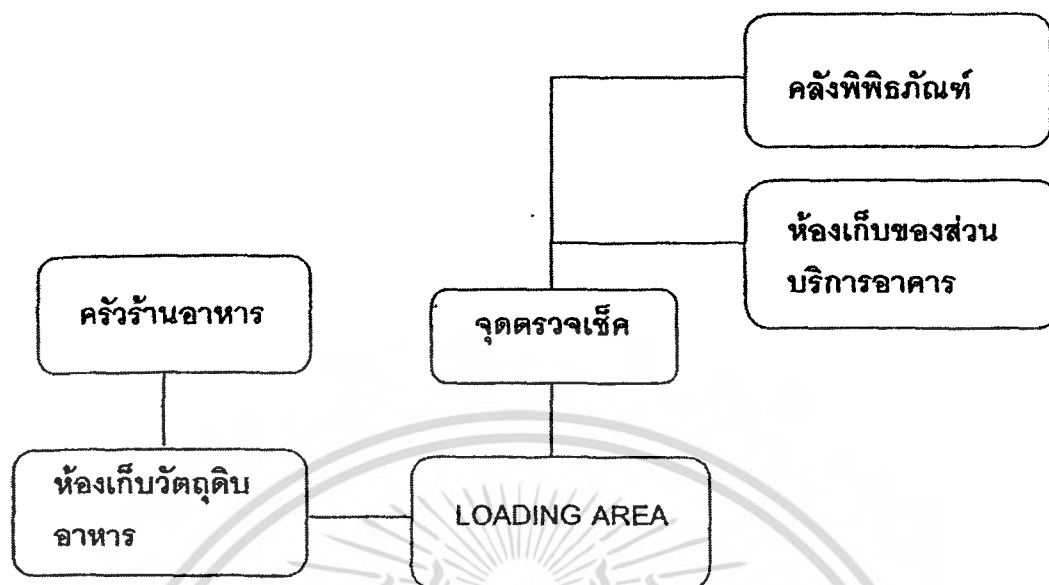 คลังพิพิธภัณฑ์
ห้องเก็บของส่วน
บริการอาคาร
ครัวร้านอาหาร
จุดตรวจเช็ค
ห้องเก็บวัตถุดิบ
อาหาร
LOADING AREA